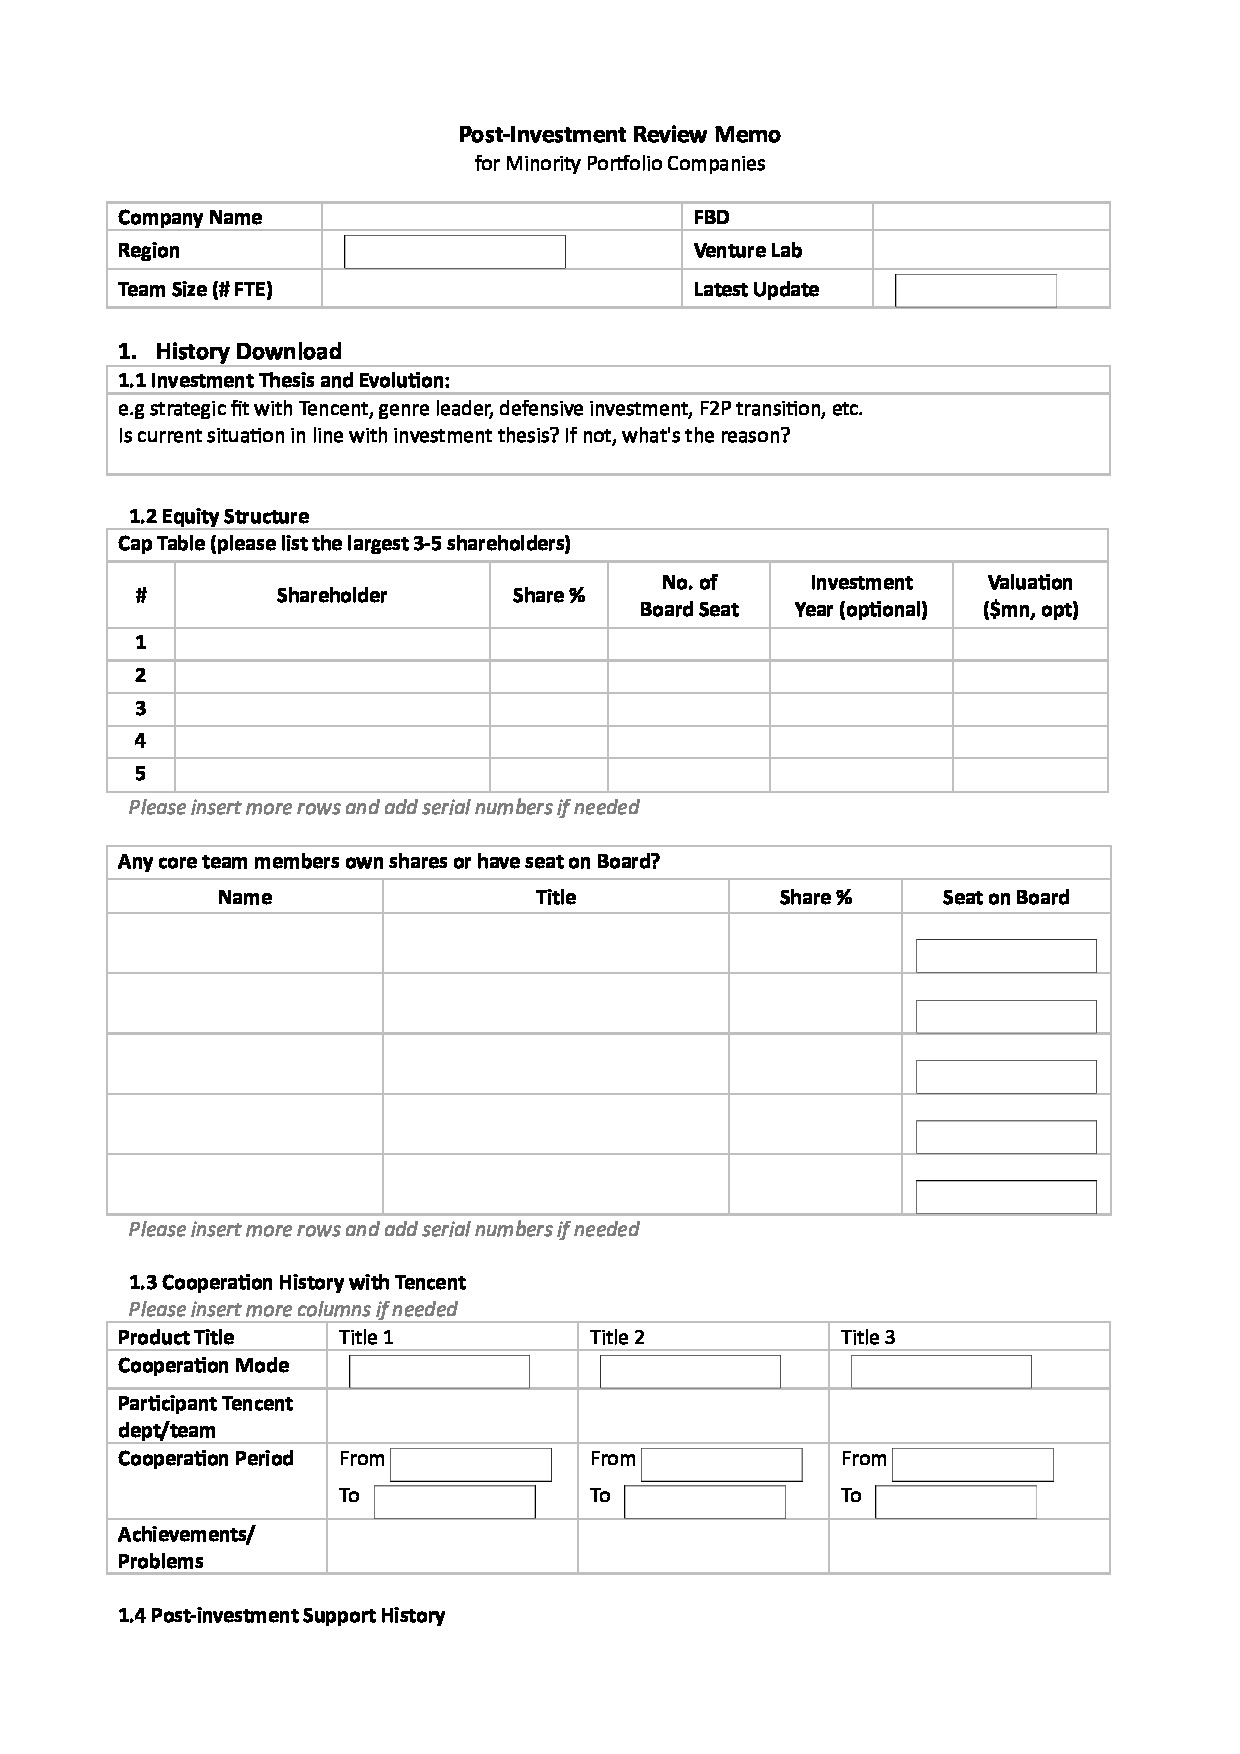 Post-Investment Review Memo
for Minority Portfolio Companies
Company Name FBD
Region Venture Lab
Team Size (# FTE) Latest Update
1. History Download
1.1 Investment Thesis and Evolution:
e.g strategic fit with Tencent, genre leader, defensive investment, F2P transition, etc.
Is current situation in line with investment thesis? If not, what's the reason?
1.2 Equity Structure
Cap Table (please list the largest 3-5 shareholders)
# Shareholder Share % No. of Board Seat Investment Year (optional) Valuation ($mn, opt)
1
2
3
4
5
Please insert more rows and add serial numbers if needed
Any core team members own shares or have seat on Board?
Name Title Share % Seat on Board
Please insert more rows and add serial numbers if needed
1.3 Cooperation History with Tencent
Please insert more columns if needed
Product Title Title 1 Title 2 Title 3
Cooperation Mode
Participant Tencent
dept/team
Cooperation Period From From From
To To To
Achievements/
Problems
1.4 Post-investment Support History